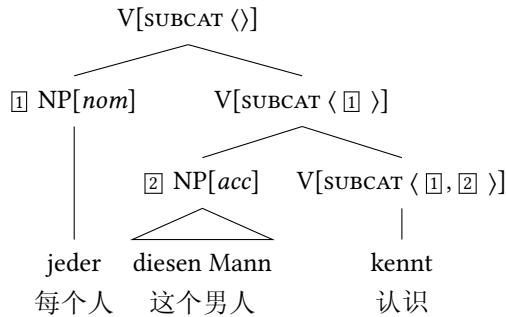 V[SUBCAT ⟨⟩]
1 NP[nom] V[SUBCAT ⟨ 1 ⟩]
2 NP[acc] V[SUBCAT ⟨ 1, 2 ⟩]
jeder diesen Mann kennt
每个人 这个男人 认识